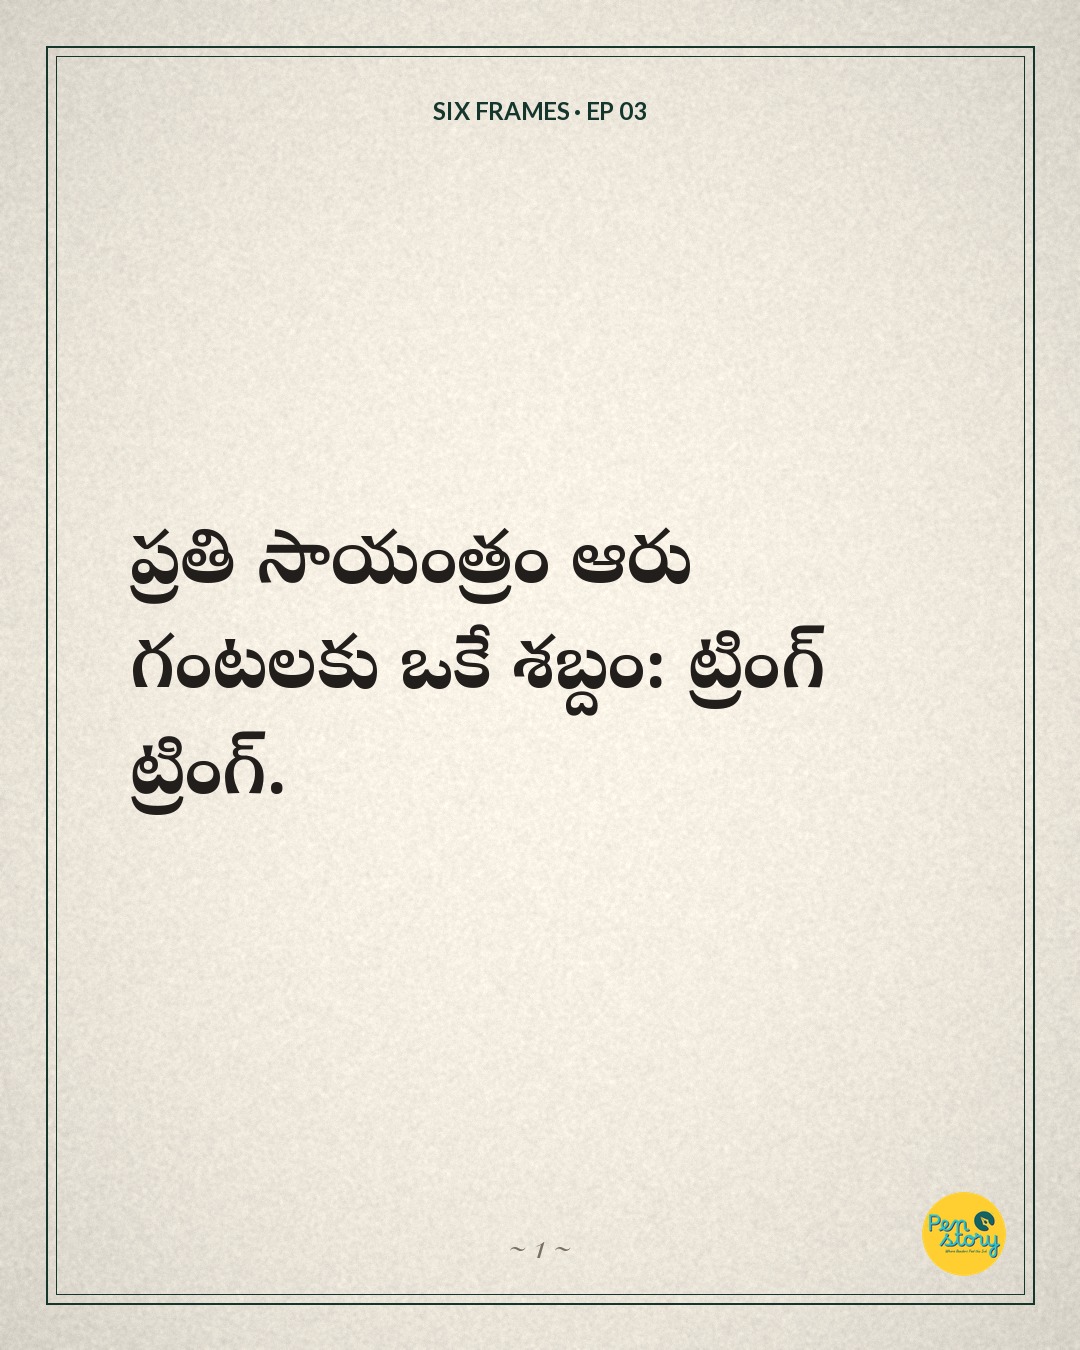 SIX FRAMES · EP 03
ప్రతి సాయంత్రం ఆరు
గంటలకు ఒకే శబ్దం: ట్రింగ్
ట్రింగ్.
~ 1 ~
Pen
story